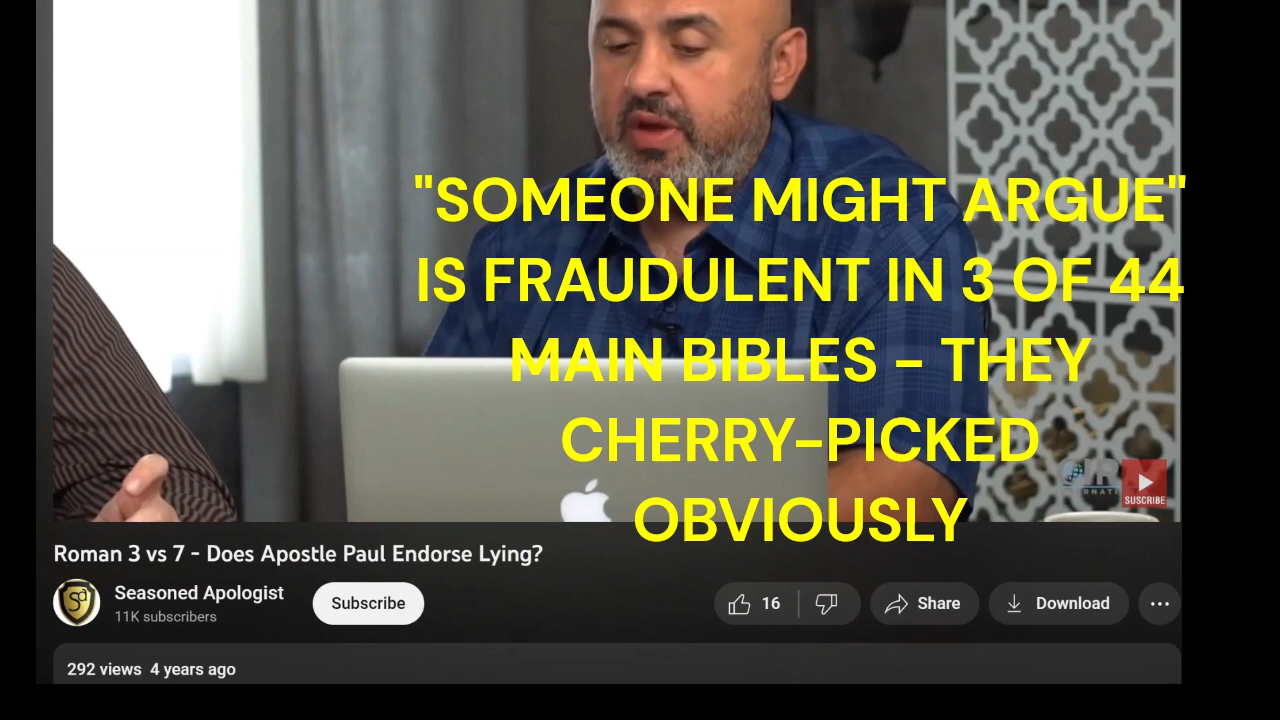 "SOMEONE MIGHT ARGUE"
IS FRAUDULENT IN 3 OF 44
MAIN BIBLES - THEY
CHERRY-PICKED
OBVIOUSLY
SUSCRIBE
Roman 3 vs 7 - Does Apostle Paul Endorse Lying?
Seasoned Apologist
11K subscribers
Subscribe
16
Share
Download
292 views 4 years ago